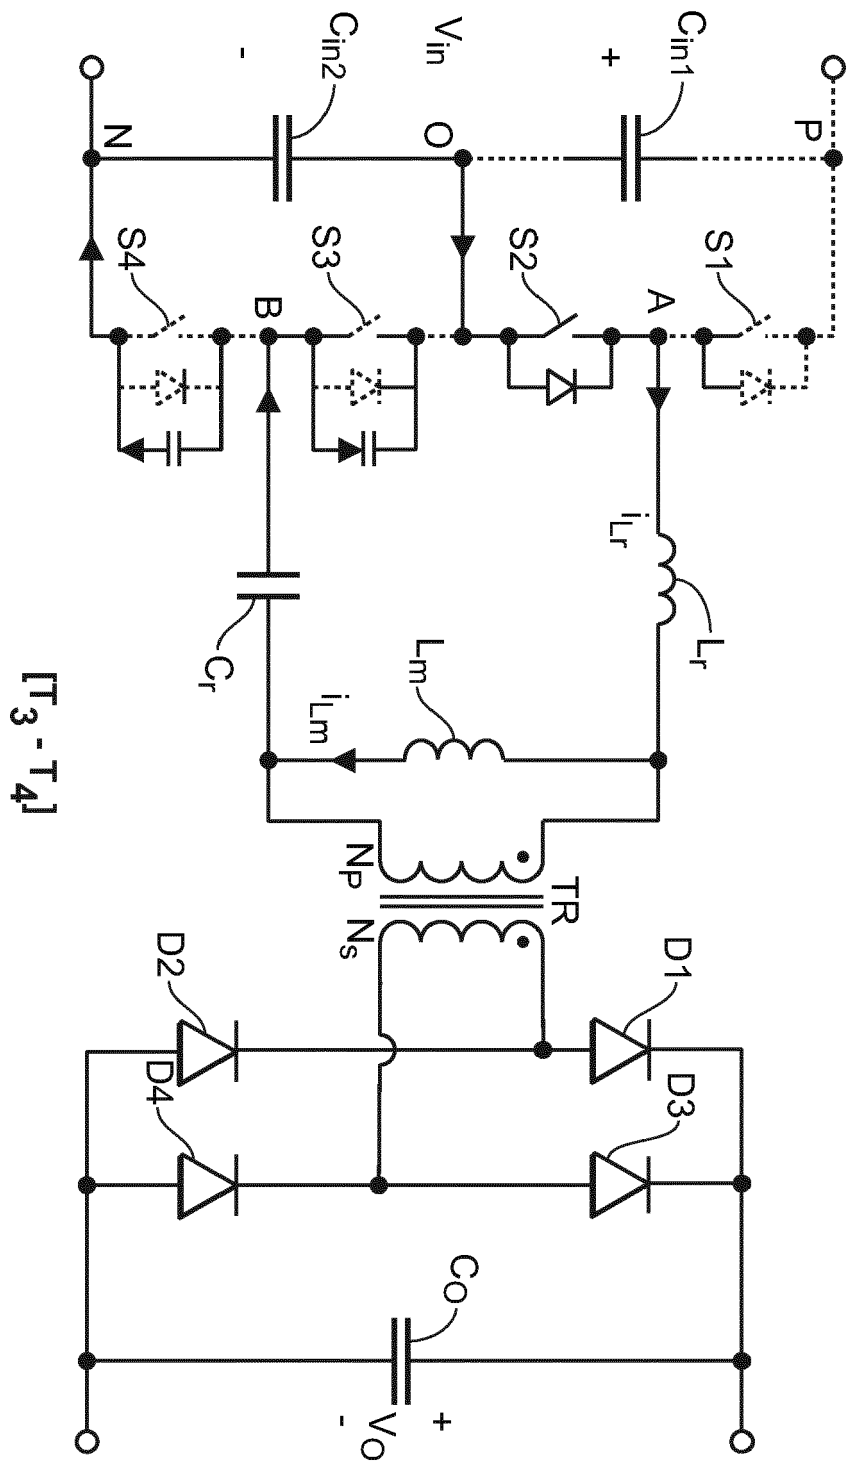 P
Cin1
+
Vin
-
Cin2
O
N
S1
A
S2
S3
B
S4
iLr
Lr
Lm
iLm
Cr
TR
NP
Ns
D1
D3
D2
D4
CO
+
VO
-
[T3 - T4]